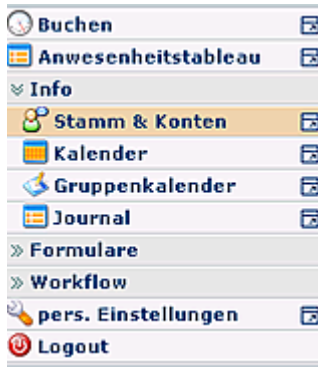 Buchen
Anwesenheitstableau
Info
Stamm & Konten
Kalender
Gruppenkalender
Journal
Formulare
Workflow
pers. Einstellungen
Logout